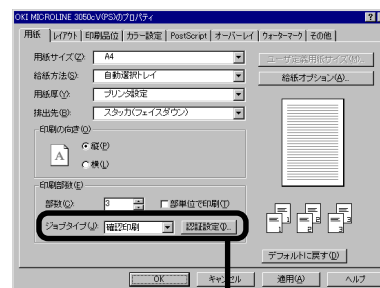 OKI MICROLINE 3050cV(PS)のプロパティ
用紙 レイアウト 印刷品位 カラー設定 PostScript オーバーレイ ウォーターマーク その他
用紙サイズ(Z): A4 ユーザ定義用紙サイズ(M)...
給紙方法(S): 自動選択トレイ 給紙オプション(A)...
用紙厚(Y): プリンタ設定
排出先(B): スタッカ(フェイスダウン)
印刷の向き(O)
A
縦(P)
横(L)
印刷部数(E)
部数(C): 3 部単位で印刷(T)
ジョブタイプ(J): 確認印刷 認証設定(I)...
デフォルトに戻す(D)
OK キャンセル 適用(A) ヘルプ